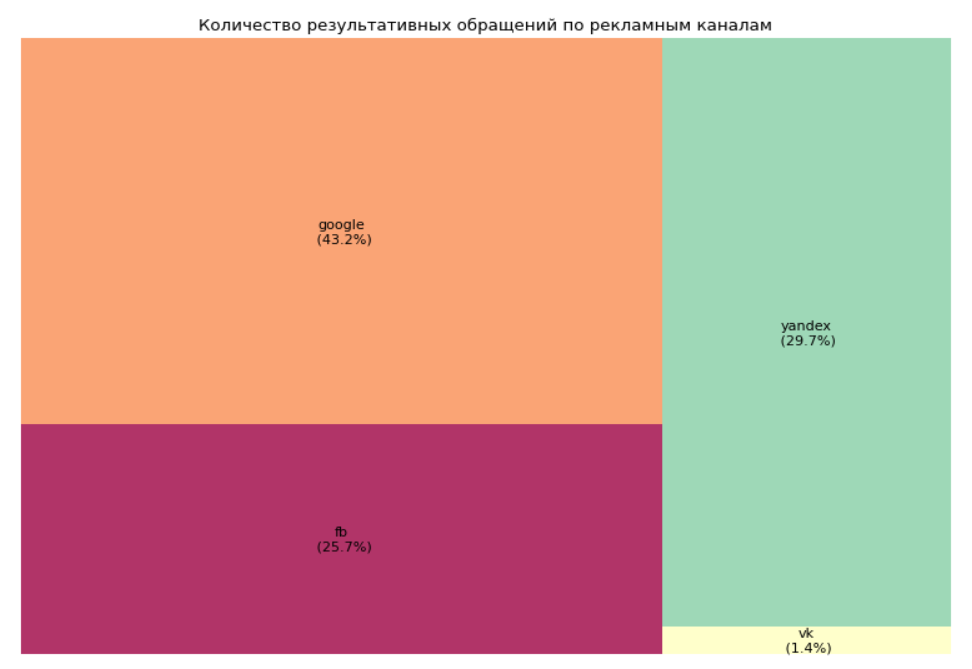 Количество результативных обращений по рекламным каналам
google
(43.2%)
yandex
(29.7%)
fb
(25.7%)
vk
(1.4%)